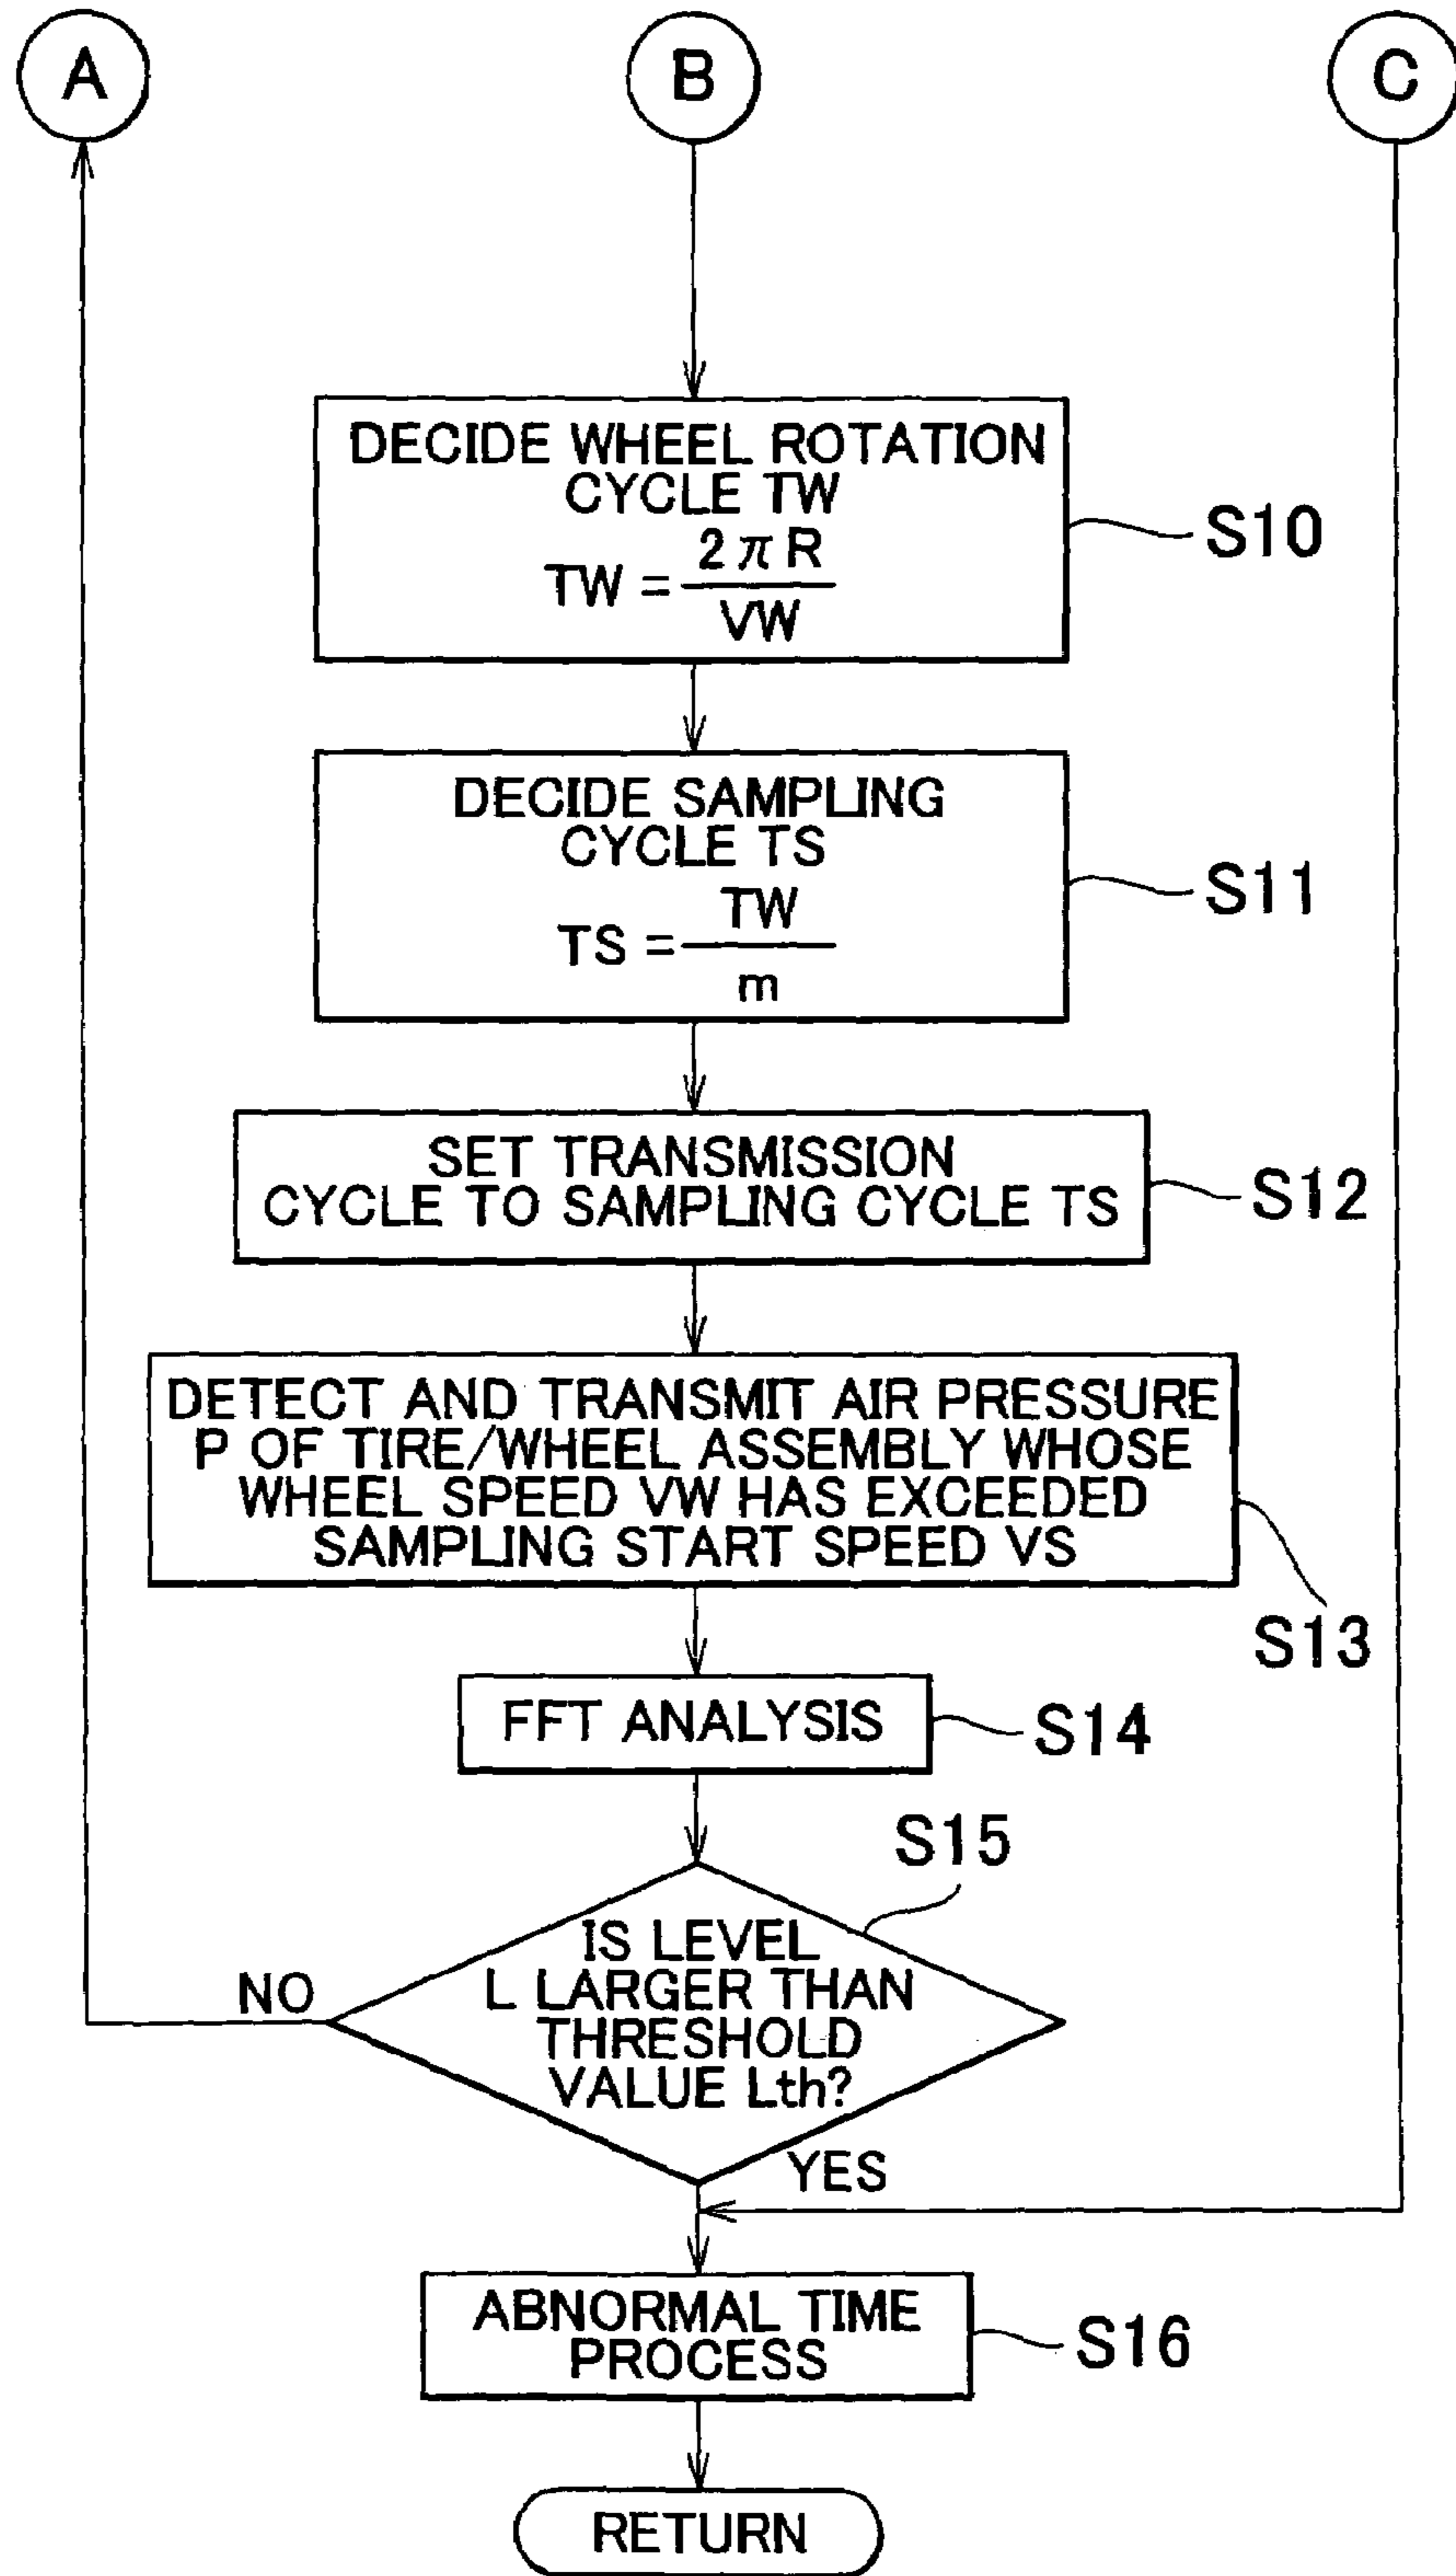 A
B
C
DECIDE WHEEL ROTATION
CYCLE TW
TW = 2πR / VW
S10
DECIDE SAMPLING
CYCLE TS
TS = TW / m
S11
SET TRANSMISSION
CYCLE TO SAMPLING CYCLE TS
S12
DETECT AND TRANSMIT AIR PRESSURE
P OF TIRE/WHEEL ASSEMBLY WHOSE
WHEEL SPEED VW HAS EXCEEDED
SAMPLING START SPEED VS
S13
FFT ANALYSIS
S14
S15
IS LEVEL
L LARGER THAN
THRESHOLD
VALUE Lth?
NO
YES
ABNORMAL TIME
PROCESS
S16
RETURN